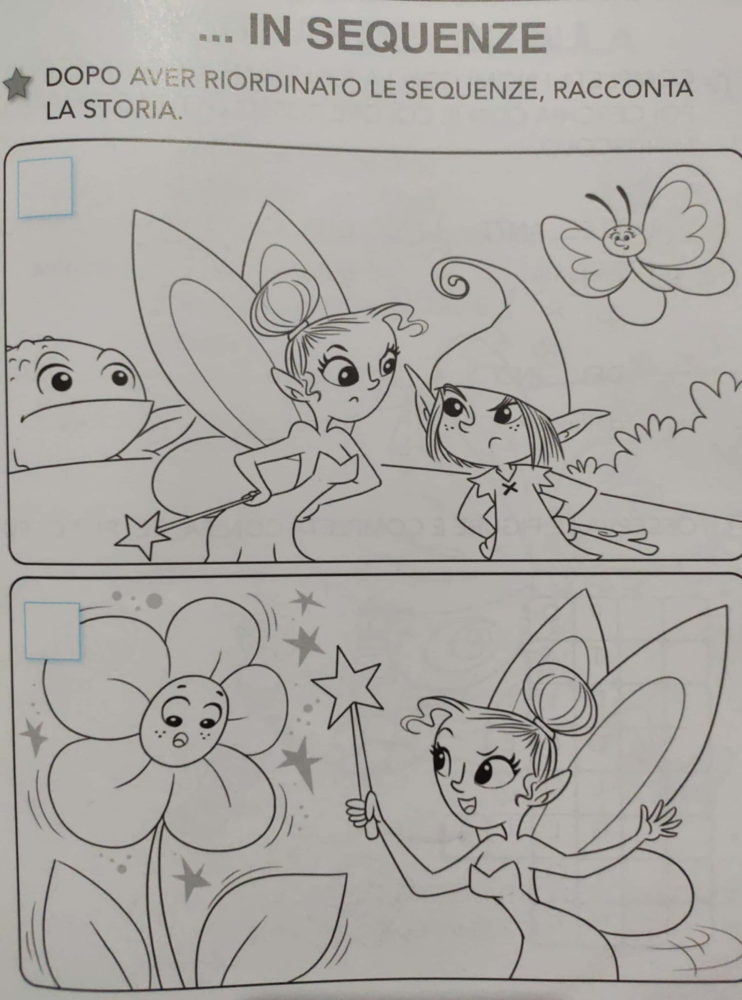 ... IN SEQUENZE
DOPO AVER RIORDINATO LE SEQUENZE, RACCONTA
LA STORIA.